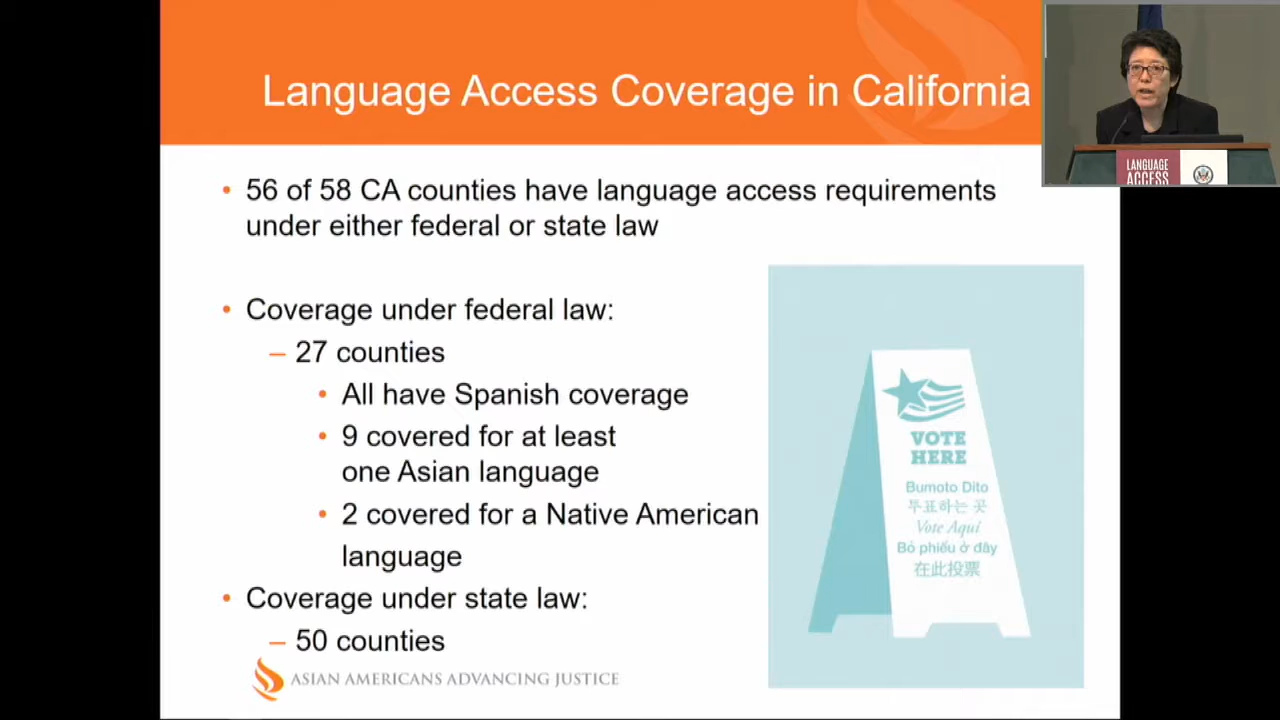 Language Access Coverage in California
LANGUAGE
ACCESS
• 56 of 58 CA counties have language access requirements
under either federal or state law
• Coverage under federal law:
– 27 counties
• All have Spanish coverage
• 9 covered for at least
one Asian language
• 2 covered for a Native American
language
• Coverage under state law:
– 50 counties
VOTE
HERE
Bumoto Dito
투표하는 곳
Vote Aquí
Bỏ phiếu ở đây
在此投票
ASIAN AMERICANS ADVANCING JUSTICE